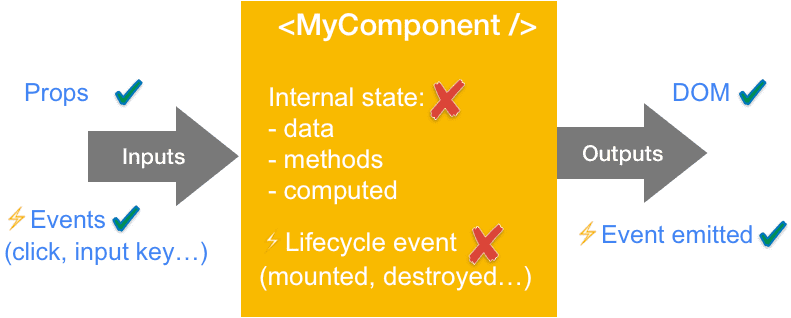 <MyComponent />
Props
Inputs
⚡Events
(click, input key…)
Internal state:
- data
- methods
- computed
⚡Lifecycle event
(mounted, destroyed…)
DOM
Outputs
⚡Event emitted